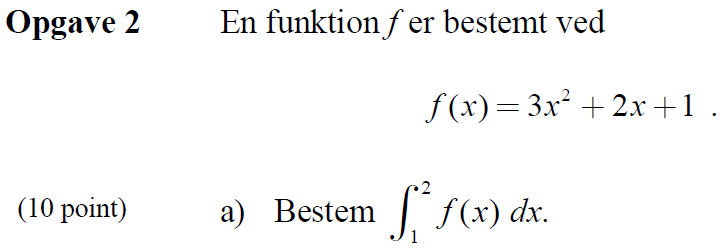 Opgave 2 En funktion f er bestemt ved
f(x) = 3x² + 2x + 1 .
(10 point) a) Bestem ∫₁² f(x) dx.